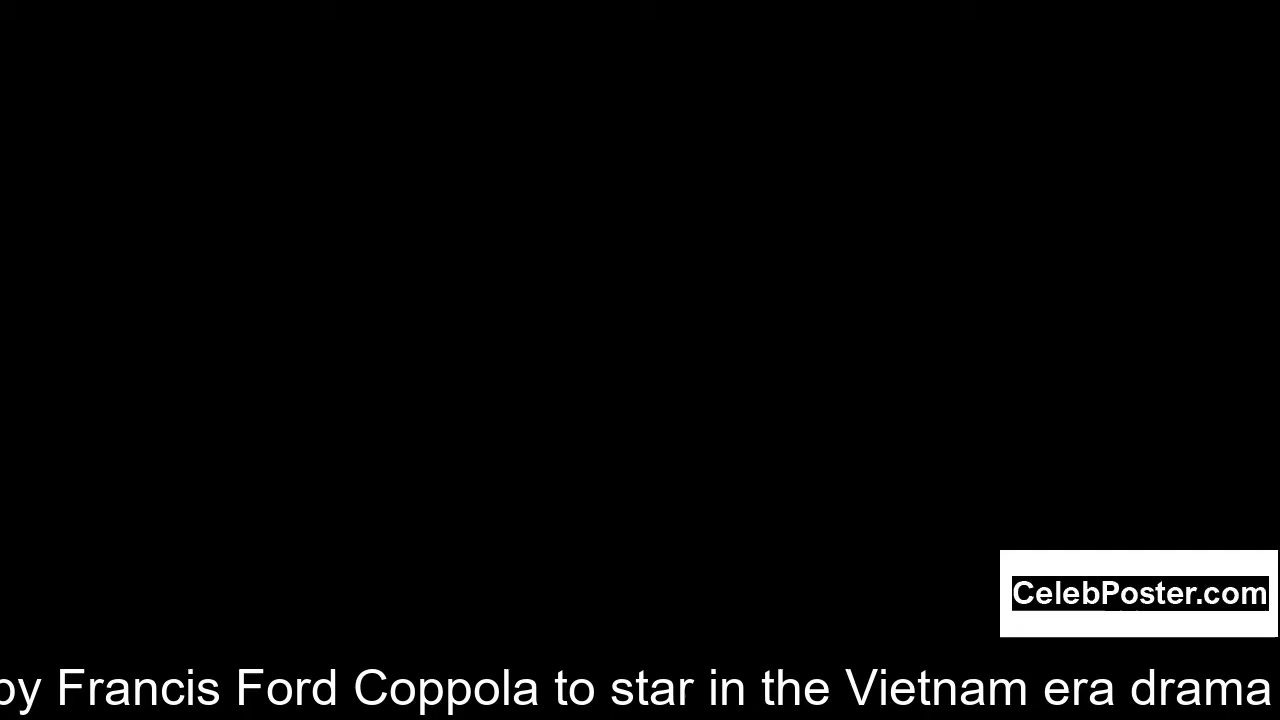 CelebPoster.com
by Francis Ford Coppola to star in the Vietnam era drama